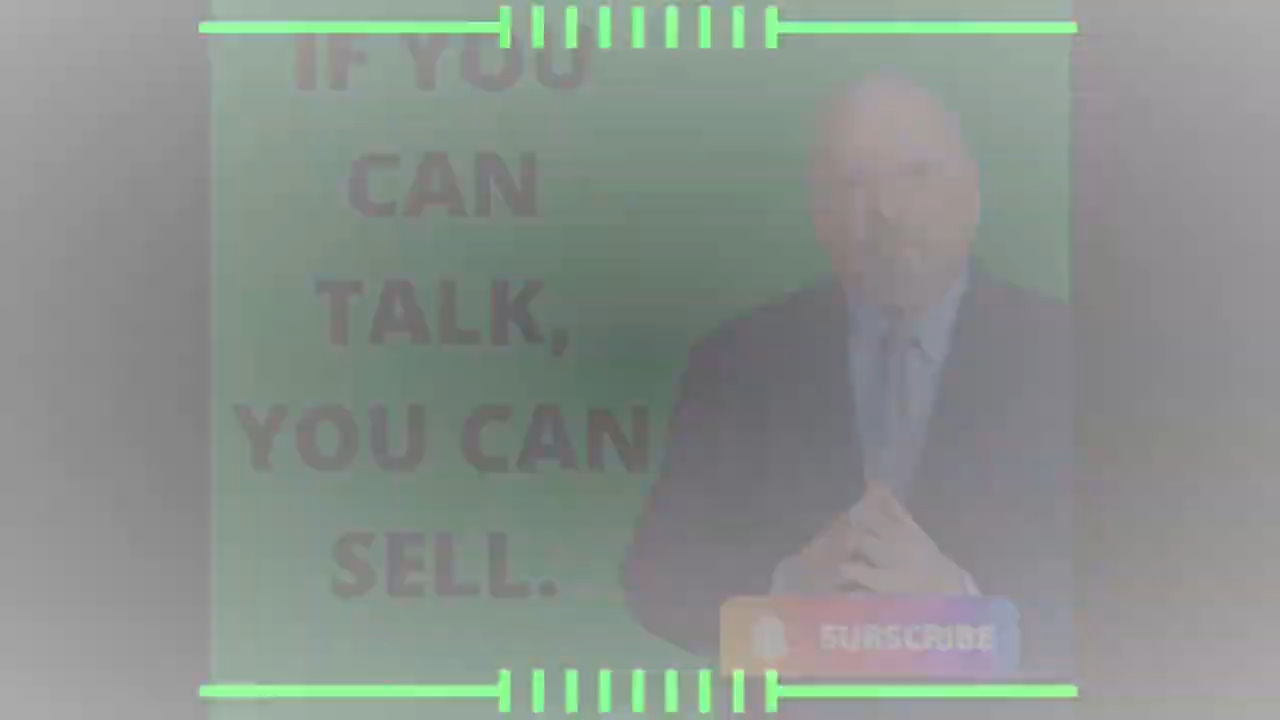 IF YOU
CAN
TALK,
YOU CAN
SELL.
SUBSCRIBE